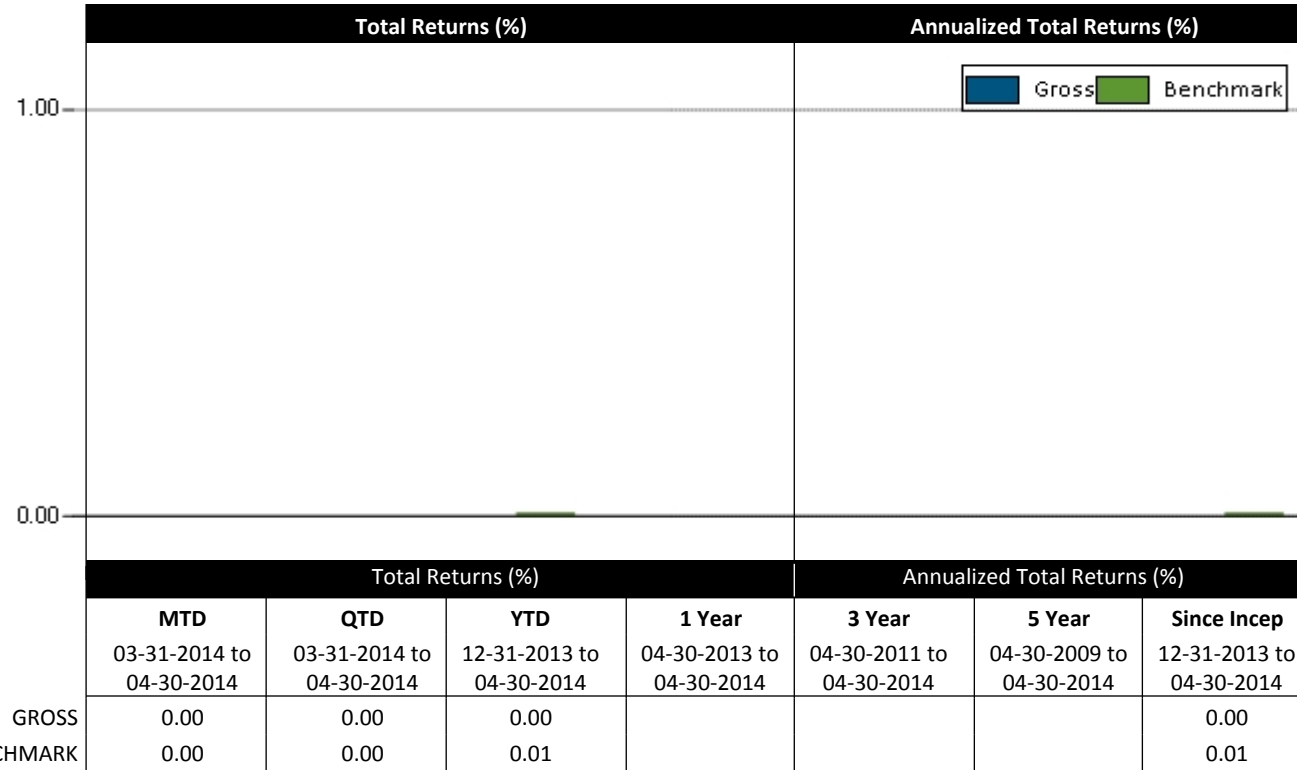 Total Returns (%) Annualized Total Returns (%)
Gross Benchmark
1.00
0.00
Total Returns (%) Annualized Total Returns (%)
MTD QTD YTD 1 Year 3 Year 5 Year Since Incep
03-31-2014 to 03-31-2014 to 12-31-2013 to 04-30-2013 to 04-30-2011 to 04-30-2009 to 12-31-2013 to
04-30-2014 04-30-2014 04-30-2014 04-30-2014 04-30-2014 04-30-2014 04-30-2014
GROSS 0.00 0.00 0.00 0.00
CHMARK 0.00 0.00 0.01 0.01